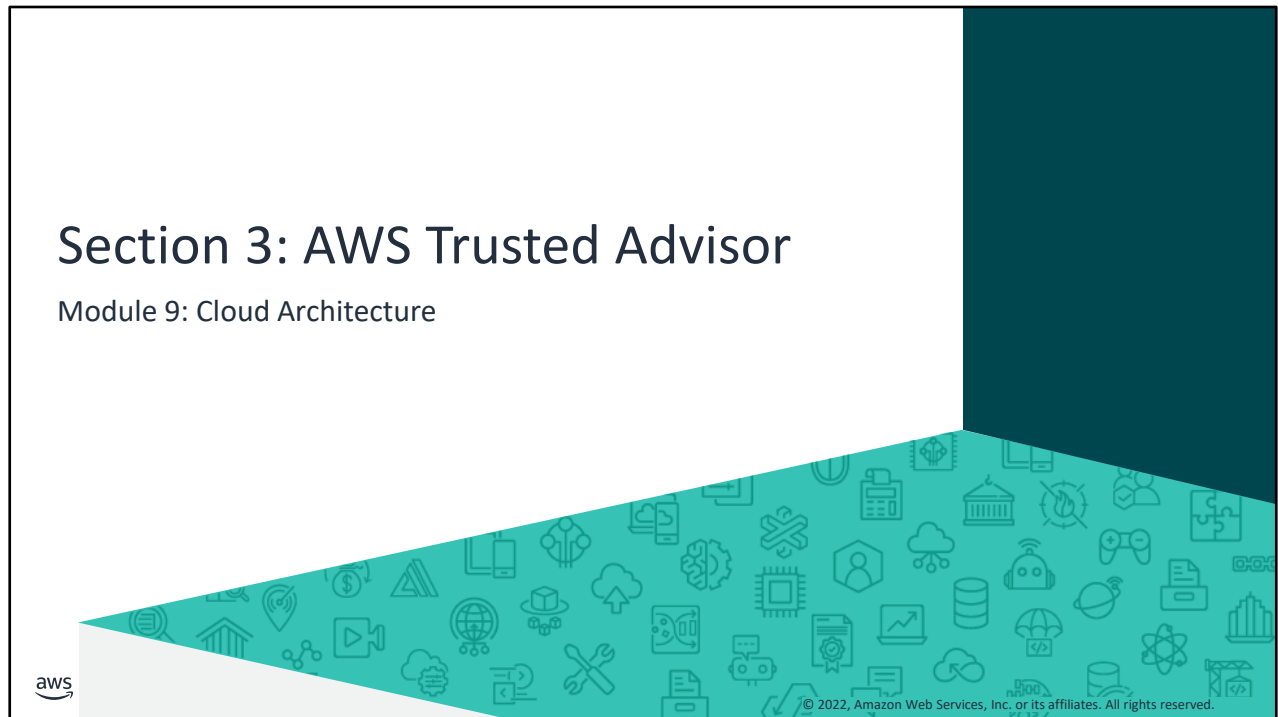 Section 3: AWS Trusted Advisor
Module 9: Cloud Architecture
aws
© 2022, Amazon Web Services, Inc. or its affiliates. All rights reserved.